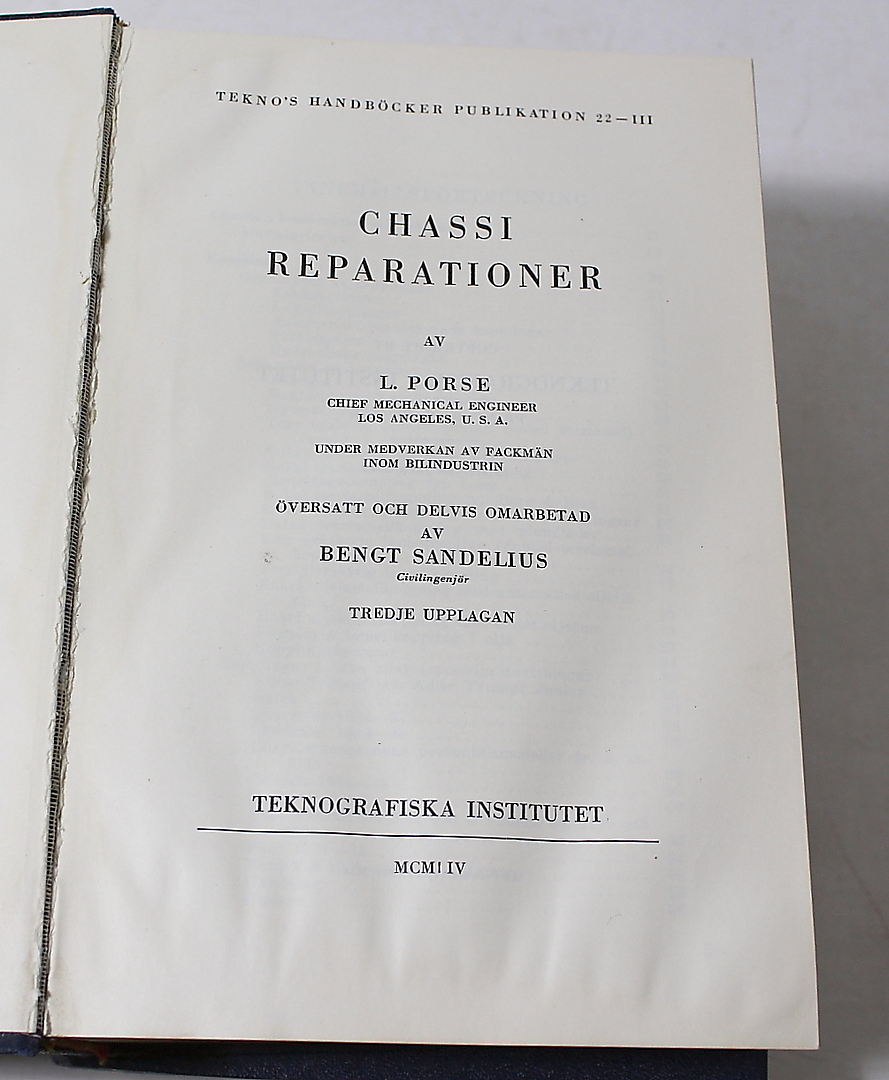 TEKNO'S HANDBÖCKER PUBLIKATION 22—III
CHASSI
REPARATIONER
AV
L. PORSE
CHIEF MECHANICAL ENGINEER
LOS ANGELES, U. S. A.
UNDER MEDVERKAN AV FACKMÄN
INOM BILINDUSTRIN
ÖVERSATT OCH DELVIS OMARBETAD
AV
BENGT SANDELIUS
Civilingenjör
TREDJE UPPLAGAN
TEKNOGRAFISKA INSTITUTET